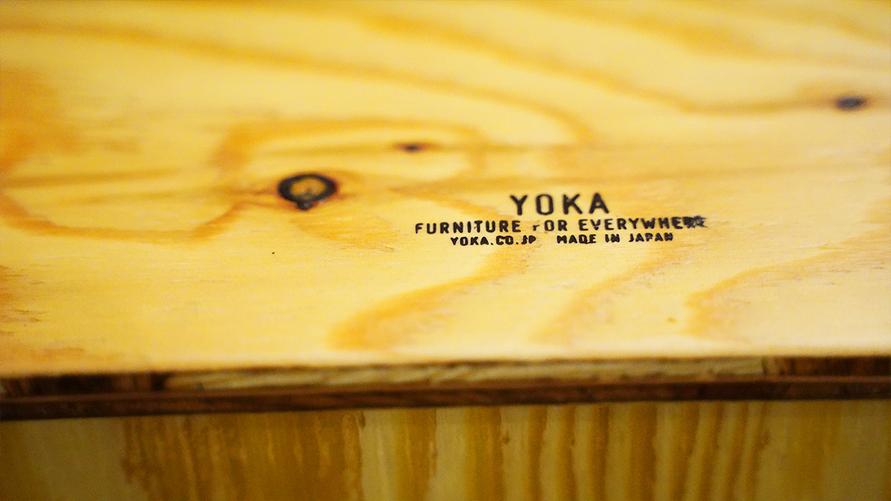 YOKA
FURNITURE FOR EVERYWHERE
YOKA.CO.JP MADE IN JAPAN